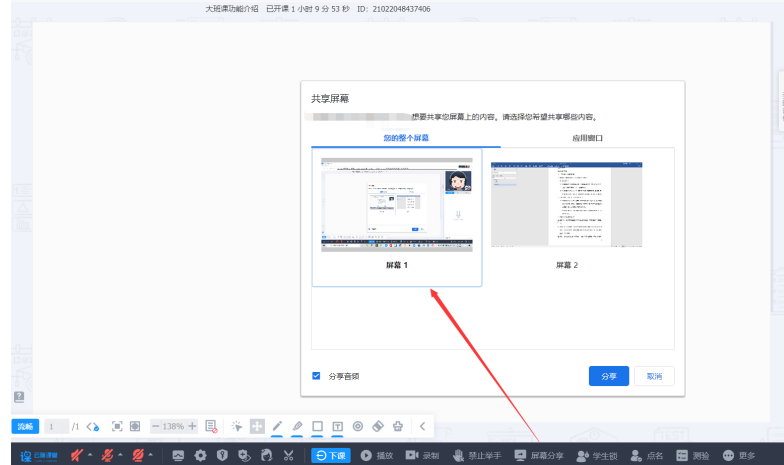 大班课功能介绍 已开课 1 小时 9 分 53 秒 ID: 21022048437406
共享屏幕
想要共享您屏幕上的内容。请选择您希望共享哪些内容。
您的整个屏幕 应用窗口
屏幕 1 屏幕 2
分享音频 分享 取消
流畅 1 /1 138%
下课 播放 录制 禁止举手 屏幕分享 学生锁 点名 测验 更多